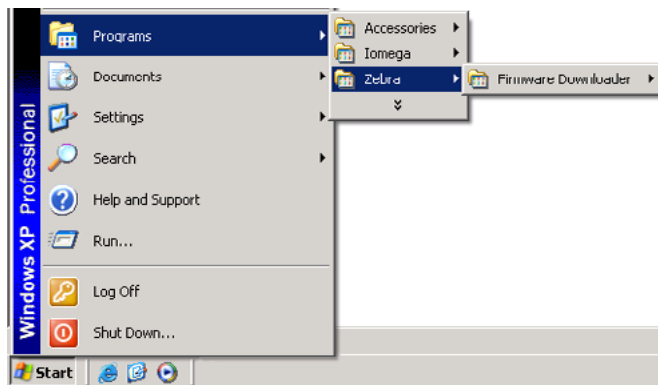 Windows XP Professional
Programs
Documents
Settings
Search
Help and Support
Run...
Log Off
Shut Down...
Start
Accessories
Iomega
Zebra
Firmware Downloader